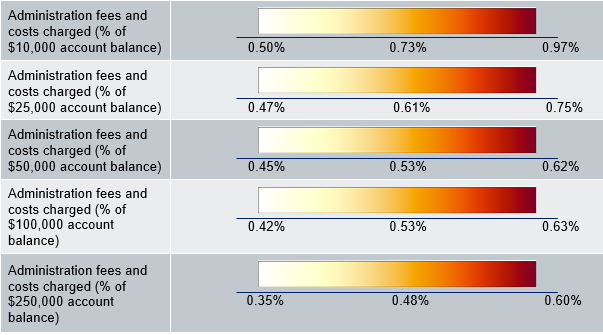 Administration fees and
costs charged (% of
$10,000 account balance)
0.50% 0.73% 0.97%
Administration fees and
costs charged (% of
$25,000 account balance)
0.47% 0.61% 0.75%
Administration fees and
costs charged (% of
$50,000 account balance)
0.45% 0.53% 0.62%
Administration fees and
costs charged (% of
$100,000 account
balance)
0.42% 0.53% 0.63%
Administration fees and
costs charged (% of
$250,000 account
balance)
0.35% 0.48% 0.60%